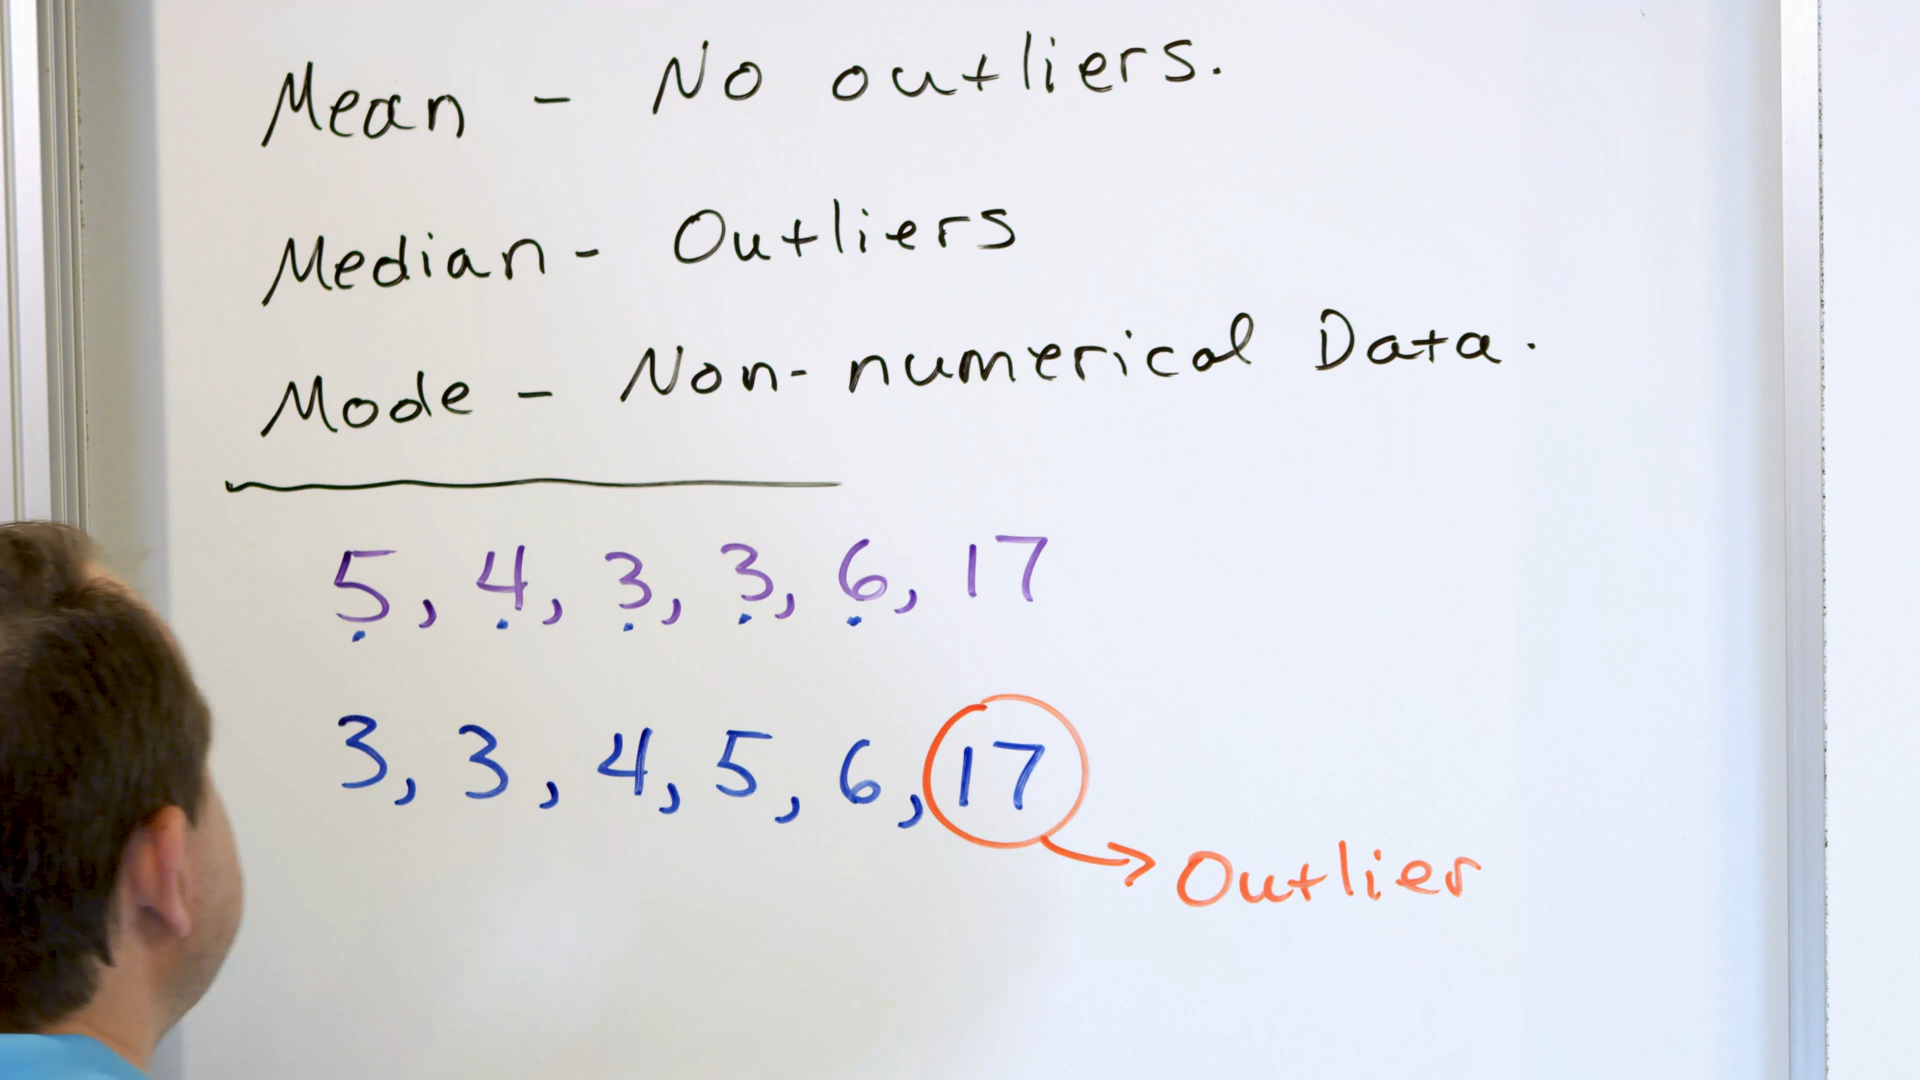 Mean - No outliers.
Median - Outliers
Mode - Non-numerical Data.
5, 4, 3, 3, 6, 17
3, 3, 4, 5, 6, 17
Outlier